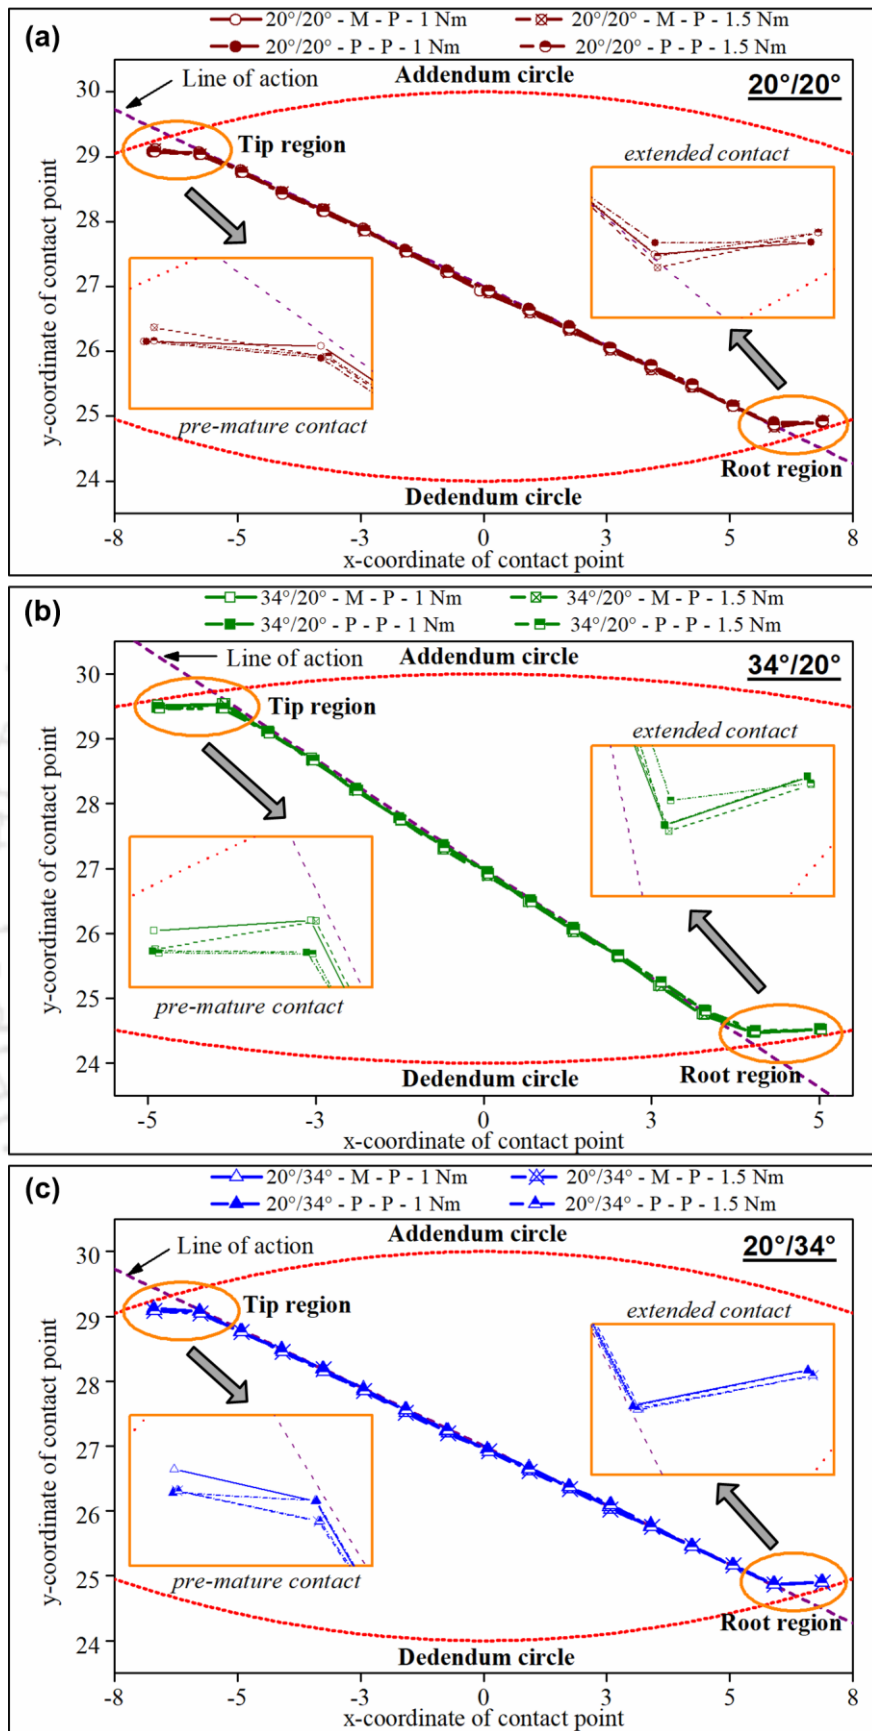 (a)
20°/20° - M - P - 1 Nm 20°/20° - M - P - 1.5 Nm
20°/20° - P - P - 1 Nm 20°/20° - P - P - 1.5 Nm
30
29
28
27
26
25
24
y-coordinate of contact point
Line of action
Addendum circle
20°/20°
Tip region
extended contact
pre-mature contact
Root region
Dedendum circle
-8 -5 -3 0 3 5 8
x-coordinate of contact point
(b)
34°/20° - M - P - 1 Nm 34°/20° - M - P - 1.5 Nm
34°/20° - P - P - 1 Nm 34°/20° - P - P - 1.5 Nm
30
29
28
27
26
25
24
y-coordinate of contact point
Line of action
Addendum circle
34°/20°
Tip region
extended contact
pre-mature contact
Root region
Dedendum circle
-5 -3 0 3 5
x-coordinate of contact point
(c)
20°/34° - M - P - 1 Nm 20°/34° - M - P - 1.5 Nm
20°/34° - P - P - 1 Nm 20°/34° - P - P - 1.5 Nm
30
29
28
27
26
25
24
y-coordinate of contact point
Line of action
Addendum circle
20°/34°
Tip region
extended contact
pre-mature contact
Root region
Dedendum circle
-8 -5 -3 0 3 5 8
x-coordinate of contact point